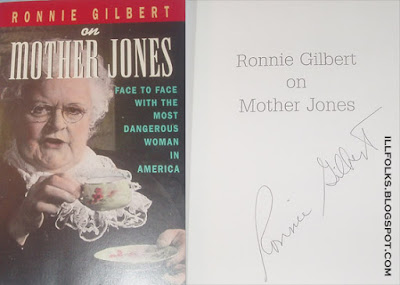 RONNIE GILBERT
on
MOTHER JONES
FACE TO FACE
WITH THE
MOST
DANGEROUS
WOMAN
IN
AMERICA
Ronnie Gilbert
on
Mother Jones
Ronnie Gilbert
ILLFOLKS.BLOGSPOT.COM